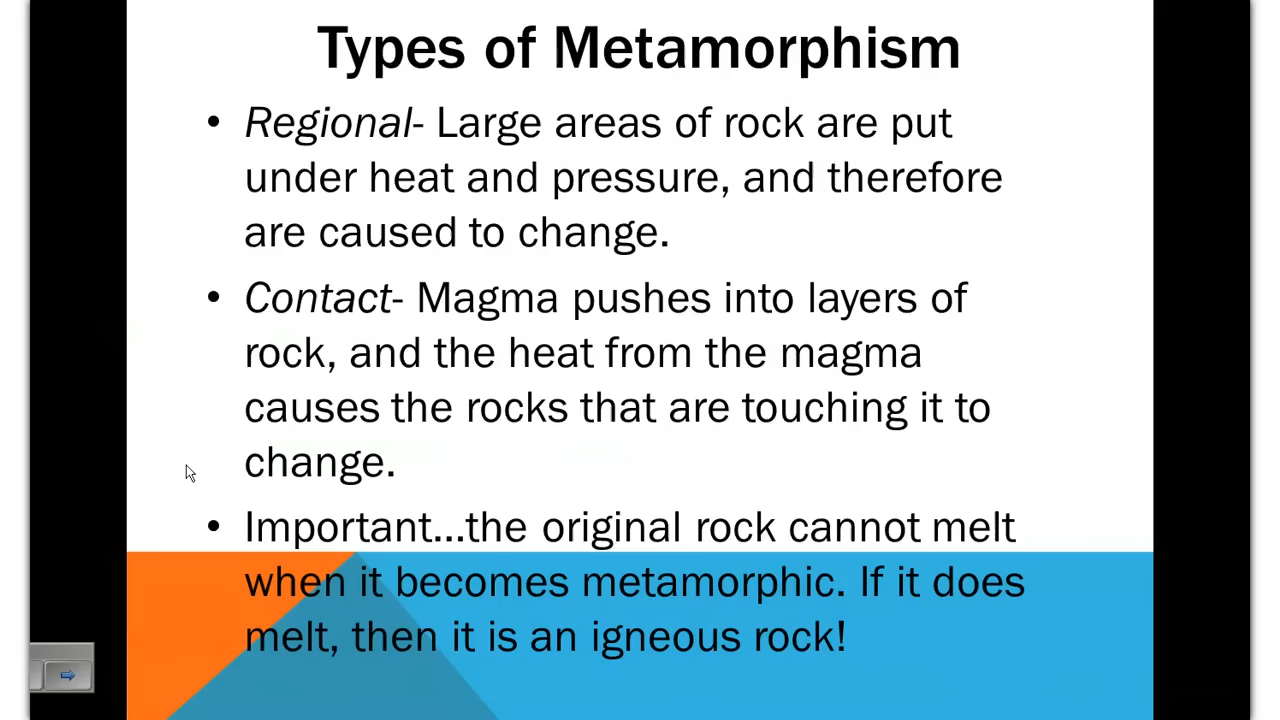 Types of Metamorphism
• Regional- Large areas of rock are put
under heat and pressure, and therefore
are caused to change.
• Contact- Magma pushes into layers of
rock, and the heat from the magma
causes the rocks that are touching it to
change.
• Important...the original rock cannot melt
when it becomes metamorphic. If it does
melt, then it is an igneous rock!